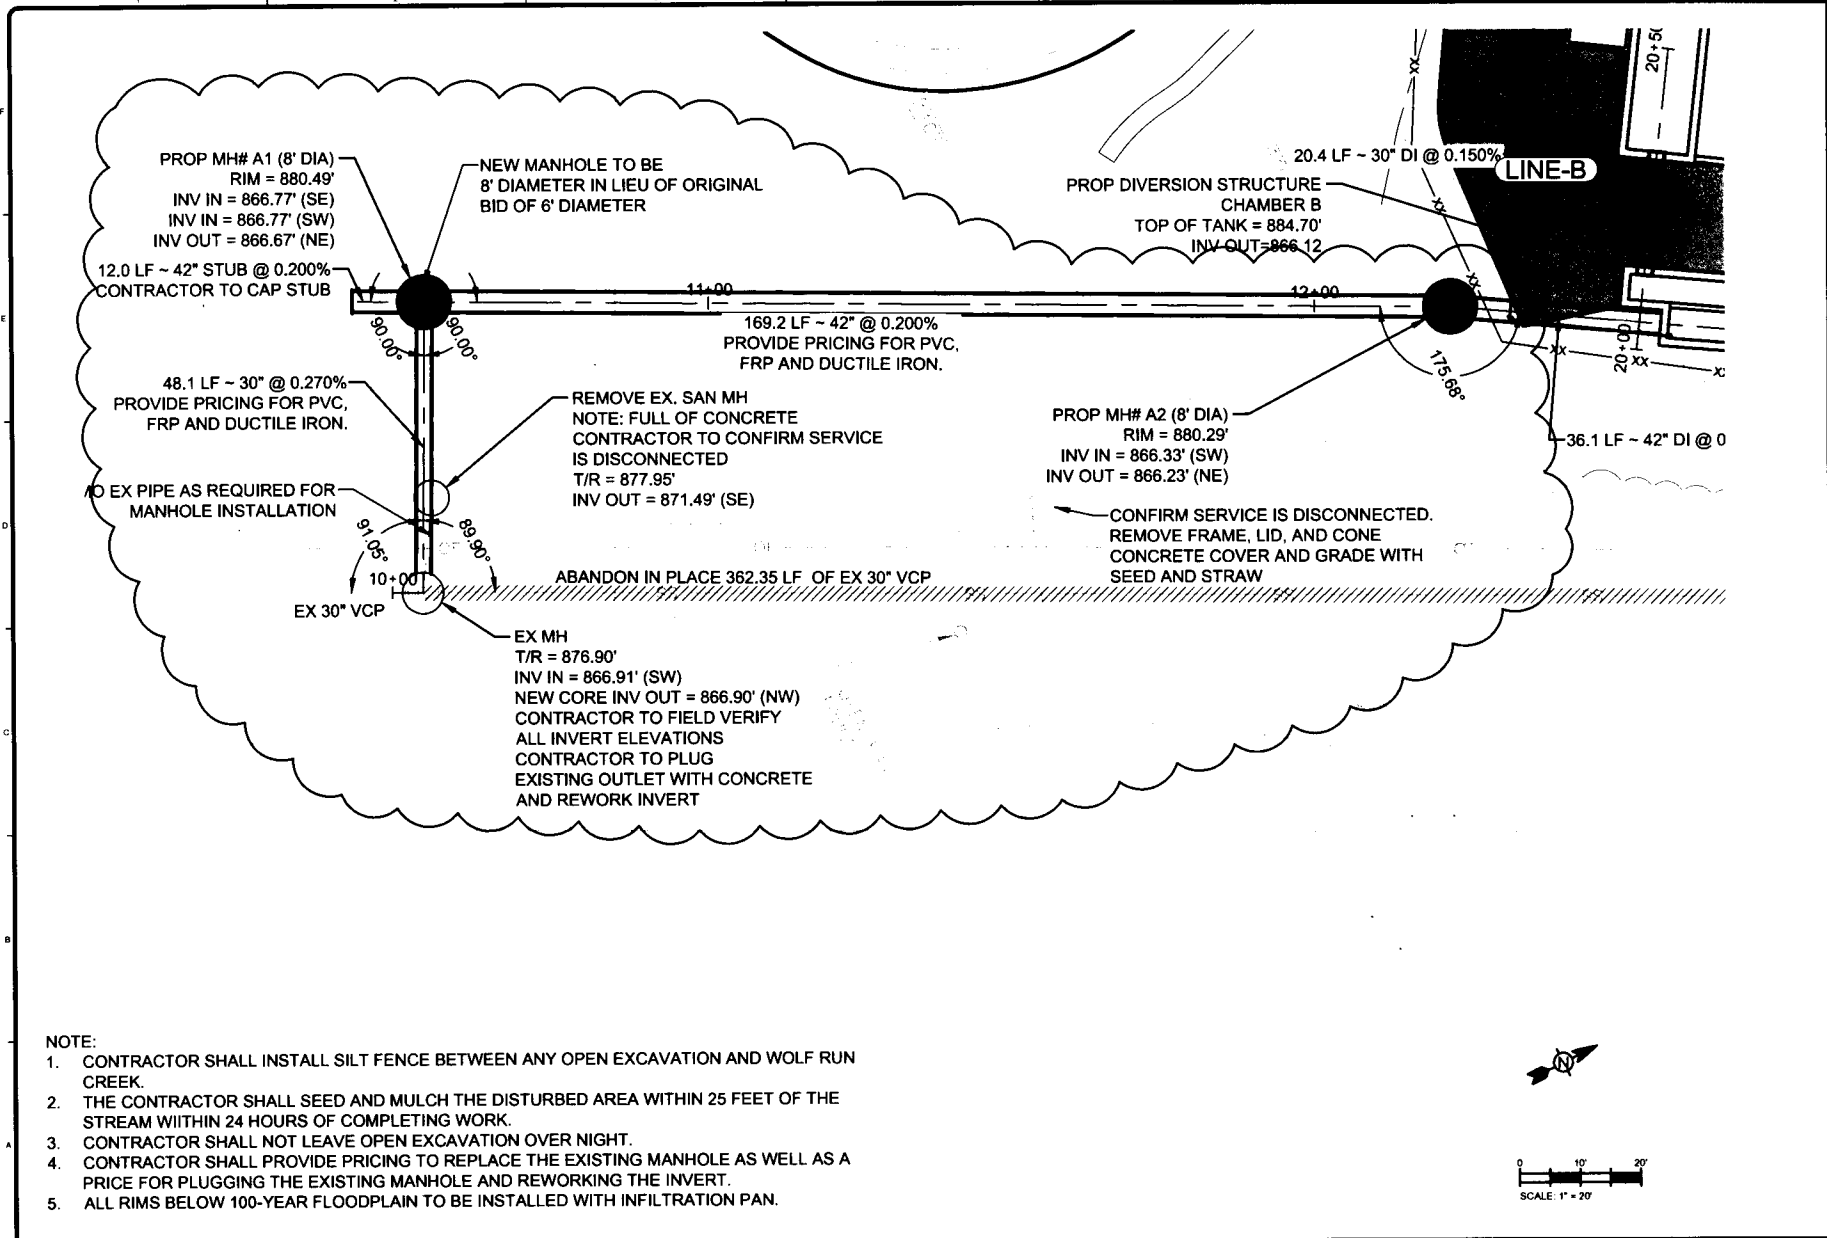 PROP MH# A1 (8' DIA)
RIM = 880.49'
INV IN = 866.77' (SE)
INV IN = 866.77' (SW)
INV OUT = 866.67' (NE)
12.0 LF ~ 42" STUB @ 0.200%
CONTRACTOR TO CAP STUB
NEW MANHOLE TO BE
8' DIAMETER IN LIEU OF ORIGINAL
BID OF 6' DIAMETER
20.4 LF ~ 30" DI @ 0.150%
LINE-B
PROP DIVERSION STRUCTURE
CHAMBER B
TOP OF TANK = 884.70'
INV OUT=866.12
20+50
XX
XX
XX
11+00
12+00
90.00°
90.00°
169.2 LF ~ 42" @ 0.200%
PROVIDE PRICING FOR PVC,
FRP AND DUCTILE IRON.
175.68°
XX
20+00
XX
48.1 LF ~ 30" @ 0.270%
PROVIDE PRICING FOR PVC,
FRP AND DUCTILE IRON.
REMOVE EX. SAN MH
NOTE: FULL OF CONCRETE
CONTRACTOR TO CONFIRM SERVICE
IS DISCONNECTED
T/R = 877.95'
INV OUT = 871.49' (SE)
PROP MH# A2 (8' DIA)
RIM = 880.29'
INV IN = 866.33' (SW)
INV OUT = 866.23' (NE)
36.1 LF ~ 42" DI @ 0
EX PIPE AS REQUIRED FOR
MANHOLE INSTALLATION
91.05°
89.90°
CONFIRM SERVICE IS DISCONNECTED.
REMOVE FRAME, LID, AND CONE
CONCRETE COVER AND GRADE WITH
SEED AND STRAW
10+00
ABANDON IN PLACE 362.35 LF OF EX 30" VCP
EX 30" VCP
EX MH
T/R = 876.90'
INV IN = 866.91' (SW)
NEW CORE INV OUT = 866.90' (NW)
CONTRACTOR TO FIELD VERIFY
ALL INVERT ELEVATIONS
CONTRACTOR TO PLUG
EXISTING OUTLET WITH CONCRETE
AND REWORK INVERT
NOTE:
1. CONTRACTOR SHALL INSTALL SILT FENCE BETWEEN ANY OPEN EXCAVATION AND WOLF RUN
CREEK.
2. THE CONTRACTOR SHALL SEED AND MULCH THE DISTURBED AREA WITHIN 25 FEET OF THE
STREAM WIITHIN 24 HOURS OF COMPLETING WORK.
3. CONTRACTOR SHALL NOT LEAVE OPEN EXCAVATION OVER NIGHT.
4. CONTRACTOR SHALL PROVIDE PRICING TO REPLACE THE EXISTING MANHOLE AS WELL AS A
PRICE FOR PLUGGING THE EXISTING MANHOLE AND REWORKING THE INVERT.
5. ALL RIMS BELOW 100-YEAR FLOODPLAIN TO BE INSTALLED WITH INFILTRATION PAN.
N
0 10' 20'
SCALE: 1" = 20'
F
E
D
C
B
A